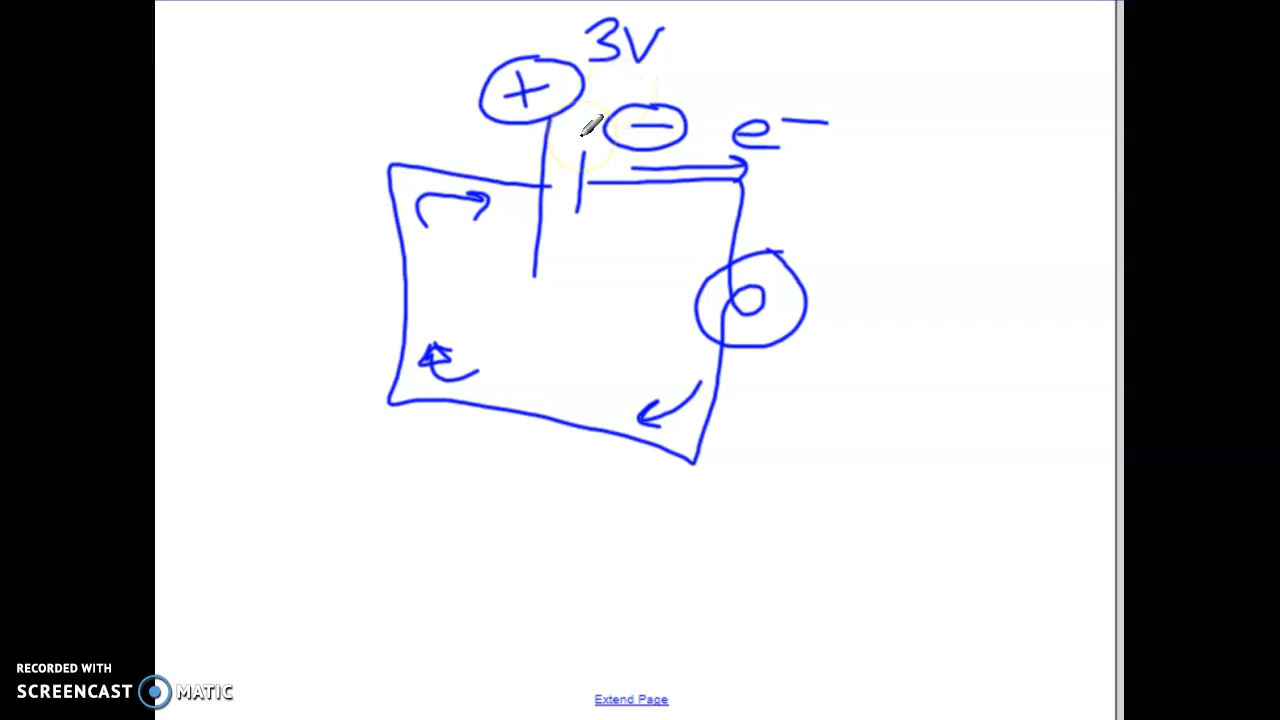 3V
+
−
e−
RECORDED WITH
SCREENCAST MATIC
Extend Page